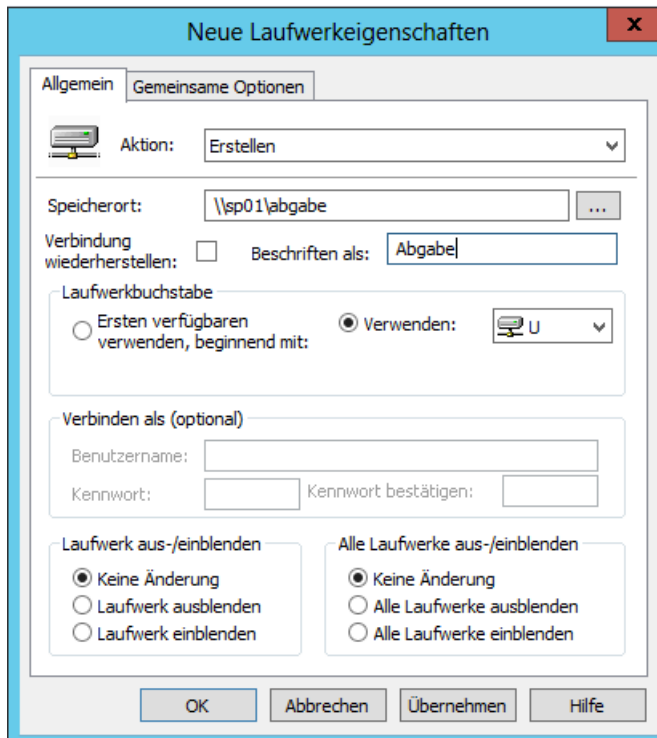 Neue Laufwerkeigenschaften
x
Allgemein
Gemeinsame Optionen
Aktion:
Erstellen
Speicherort:
\\sp01\abgabe
...
Verbindung
wiederherstellen:
Beschriften als:
Abgabe
Laufwerkbuchstabe
Ersten verfügbaren
verwenden, beginnend mit:
Verwenden:
U
Verbinden als (optional)
Benutzername:
Kennwort:
Kennwort bestätigen:
Laufwerk aus-/einblenden
Keine Änderung
Laufwerk ausblenden
Laufwerk einblenden
Alle Laufwerke aus-/einblenden
Keine Änderung
Alle Laufwerke ausblenden
Alle Laufwerke einblenden
OK
Abbrechen
Übernehmen
Hilfe